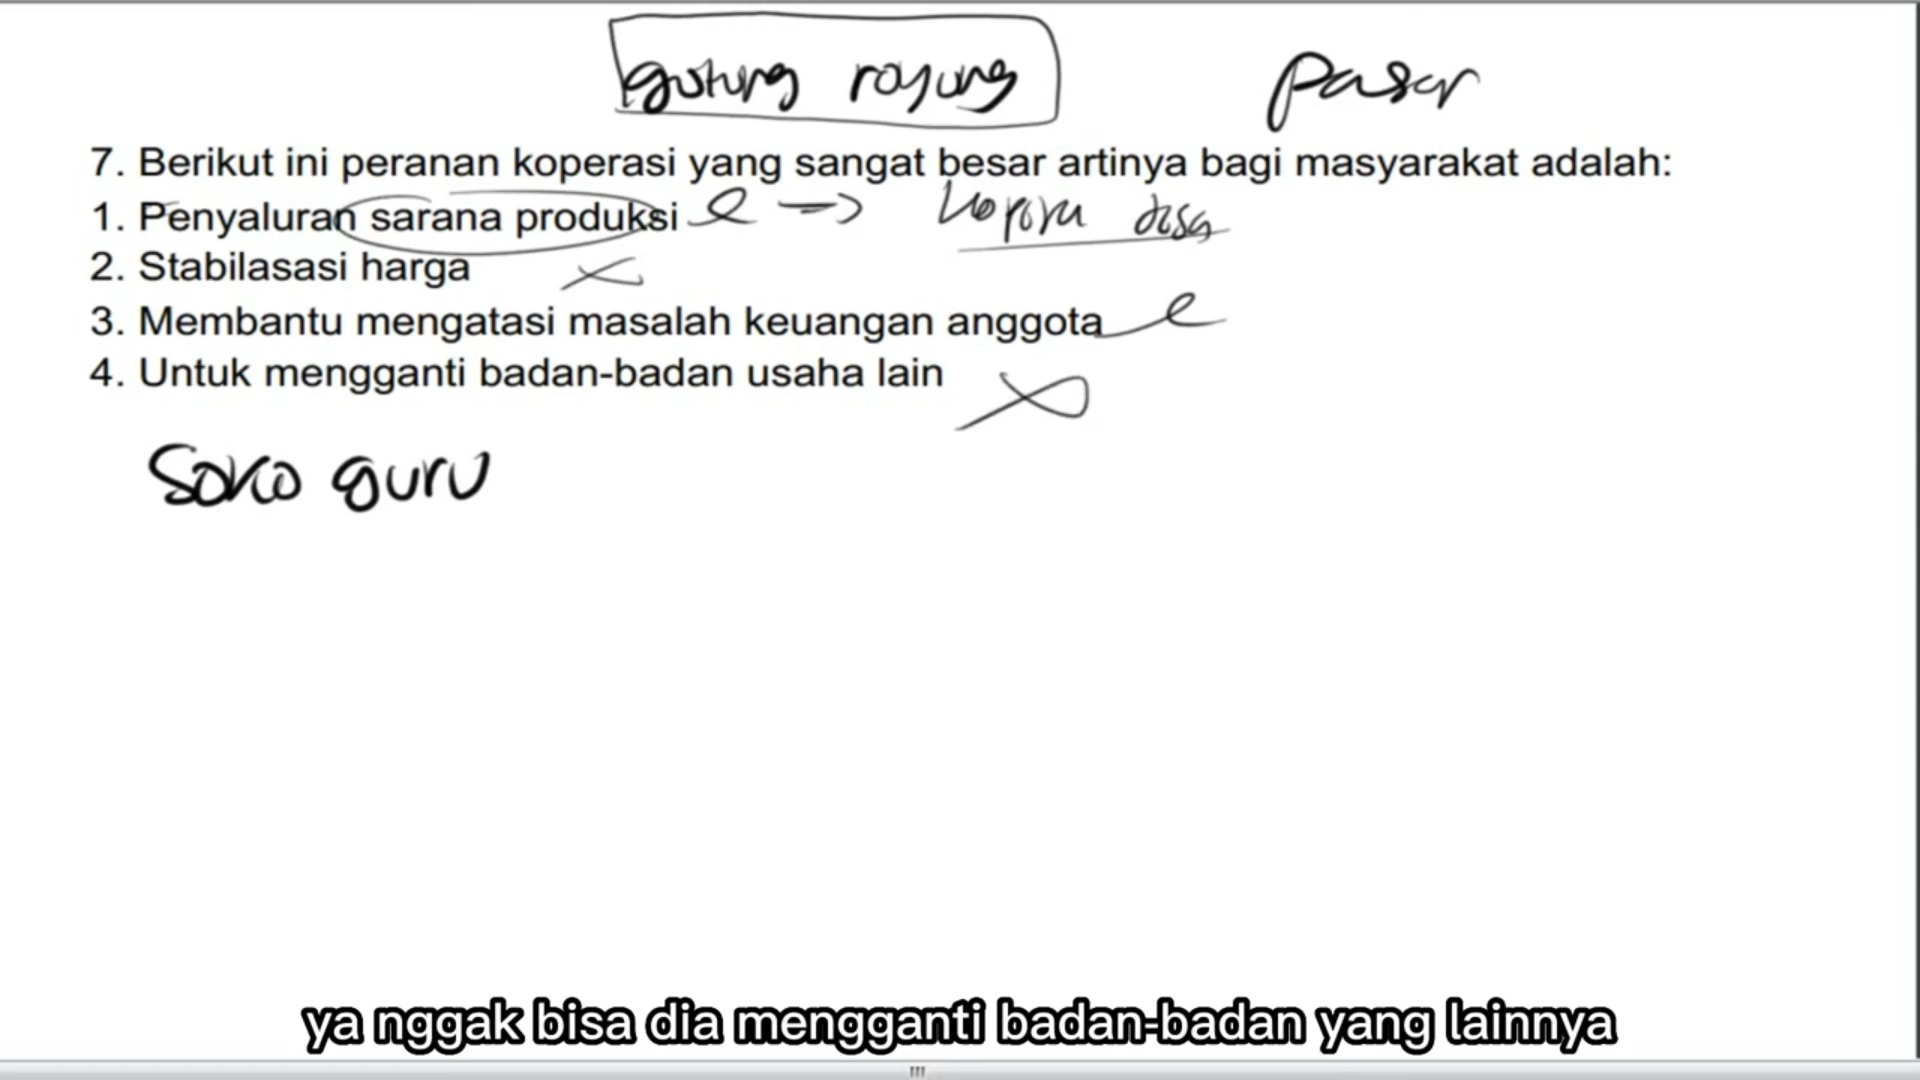 gotong royong pasar
7. Berikut ini peranan koperasi yang sangat besar artinya bagi masyarakat adalah:
1. Penyaluran sarana produksi → desa
2. Stabilasasi harga
3. Membantu mengatasi masalah keuangan anggota
4. Untuk mengganti badan-badan usaha lain
Soko guru
ya nggak bisa dia mengganti badan-badan yang lainnya